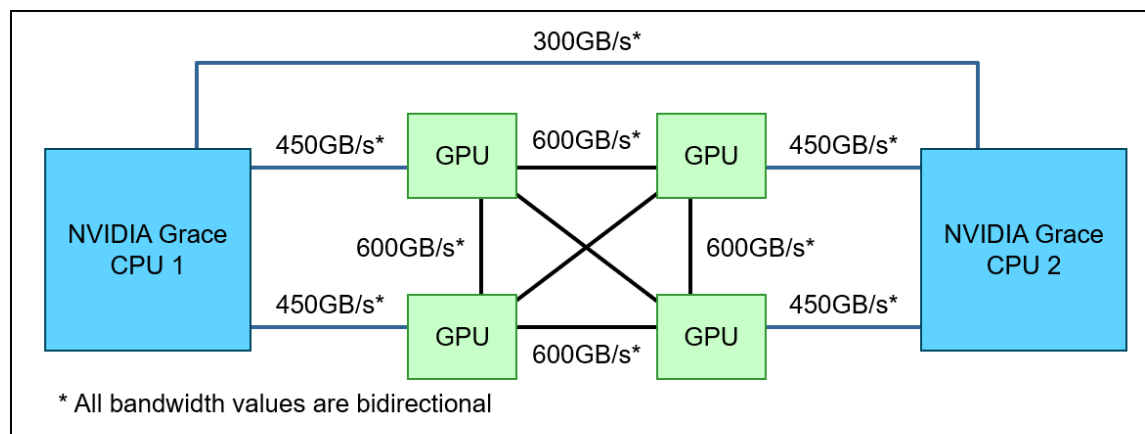 300GB/s*
450GB/s*
GPU
600GB/s*
GPU
450GB/s*
NVIDIA Grace
CPU 1
600GB/s*
600GB/s*
NVIDIA Grace
CPU 2
450GB/s*
GPU
600GB/s*
GPU
450GB/s*
* All bandwidth values are bidirectional